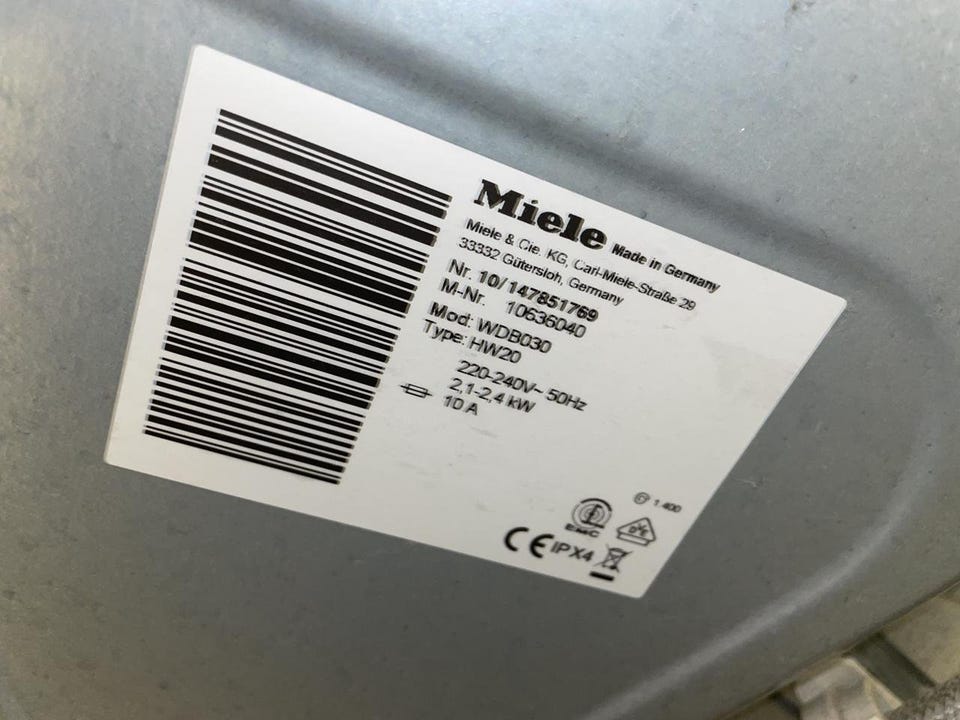 Miele Made in Germany
Miele & Cie. KG, Carl-Miele-Straße 29
33332 Gütersloh, Germany
Nr. 10/147851769
M-Nr. 10636040
Mod: WDB030
Type: HW20
220-240V~ 50Hz
2,1-2,4 kW
10 A
1.400
EMC
DVE
CE IPX4